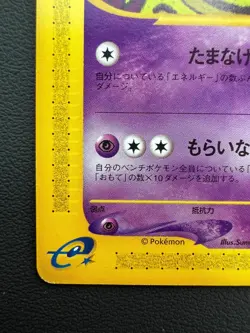 たまなげ
自分についている「エネルギー」の数ぶん
ダメージ。
もらいな
自分のベンチポケモン全員についている「
「おもて」の数×10ダメージを追加する。
弱点 抵抗力
© Pokémon Illus.
e